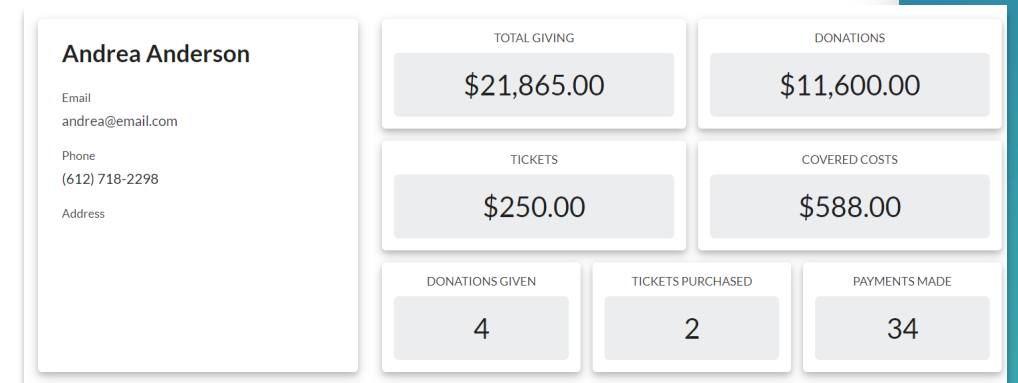 Andrea Anderson
Email
andrea@email.com
Phone
(612) 718-2298
Address
TOTAL GIVING
$21,865.00
DONATIONS
$11,600.00
TICKETS
$250.00
COVERED COSTS
$588.00
DONATIONS GIVEN
4
TICKETS PURCHASED
2
PAYMENTS MADE
34